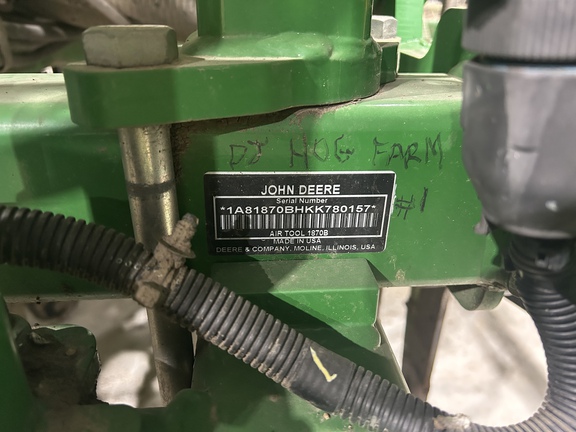 DJ HOG FARM
#1
JOHN DEERE
Serial Number
*1A81870BHKK780157*
AIR TOOL 1870B
MADE IN USA
DEERE & COMPANY, MOLINE, ILLINOIS, USA